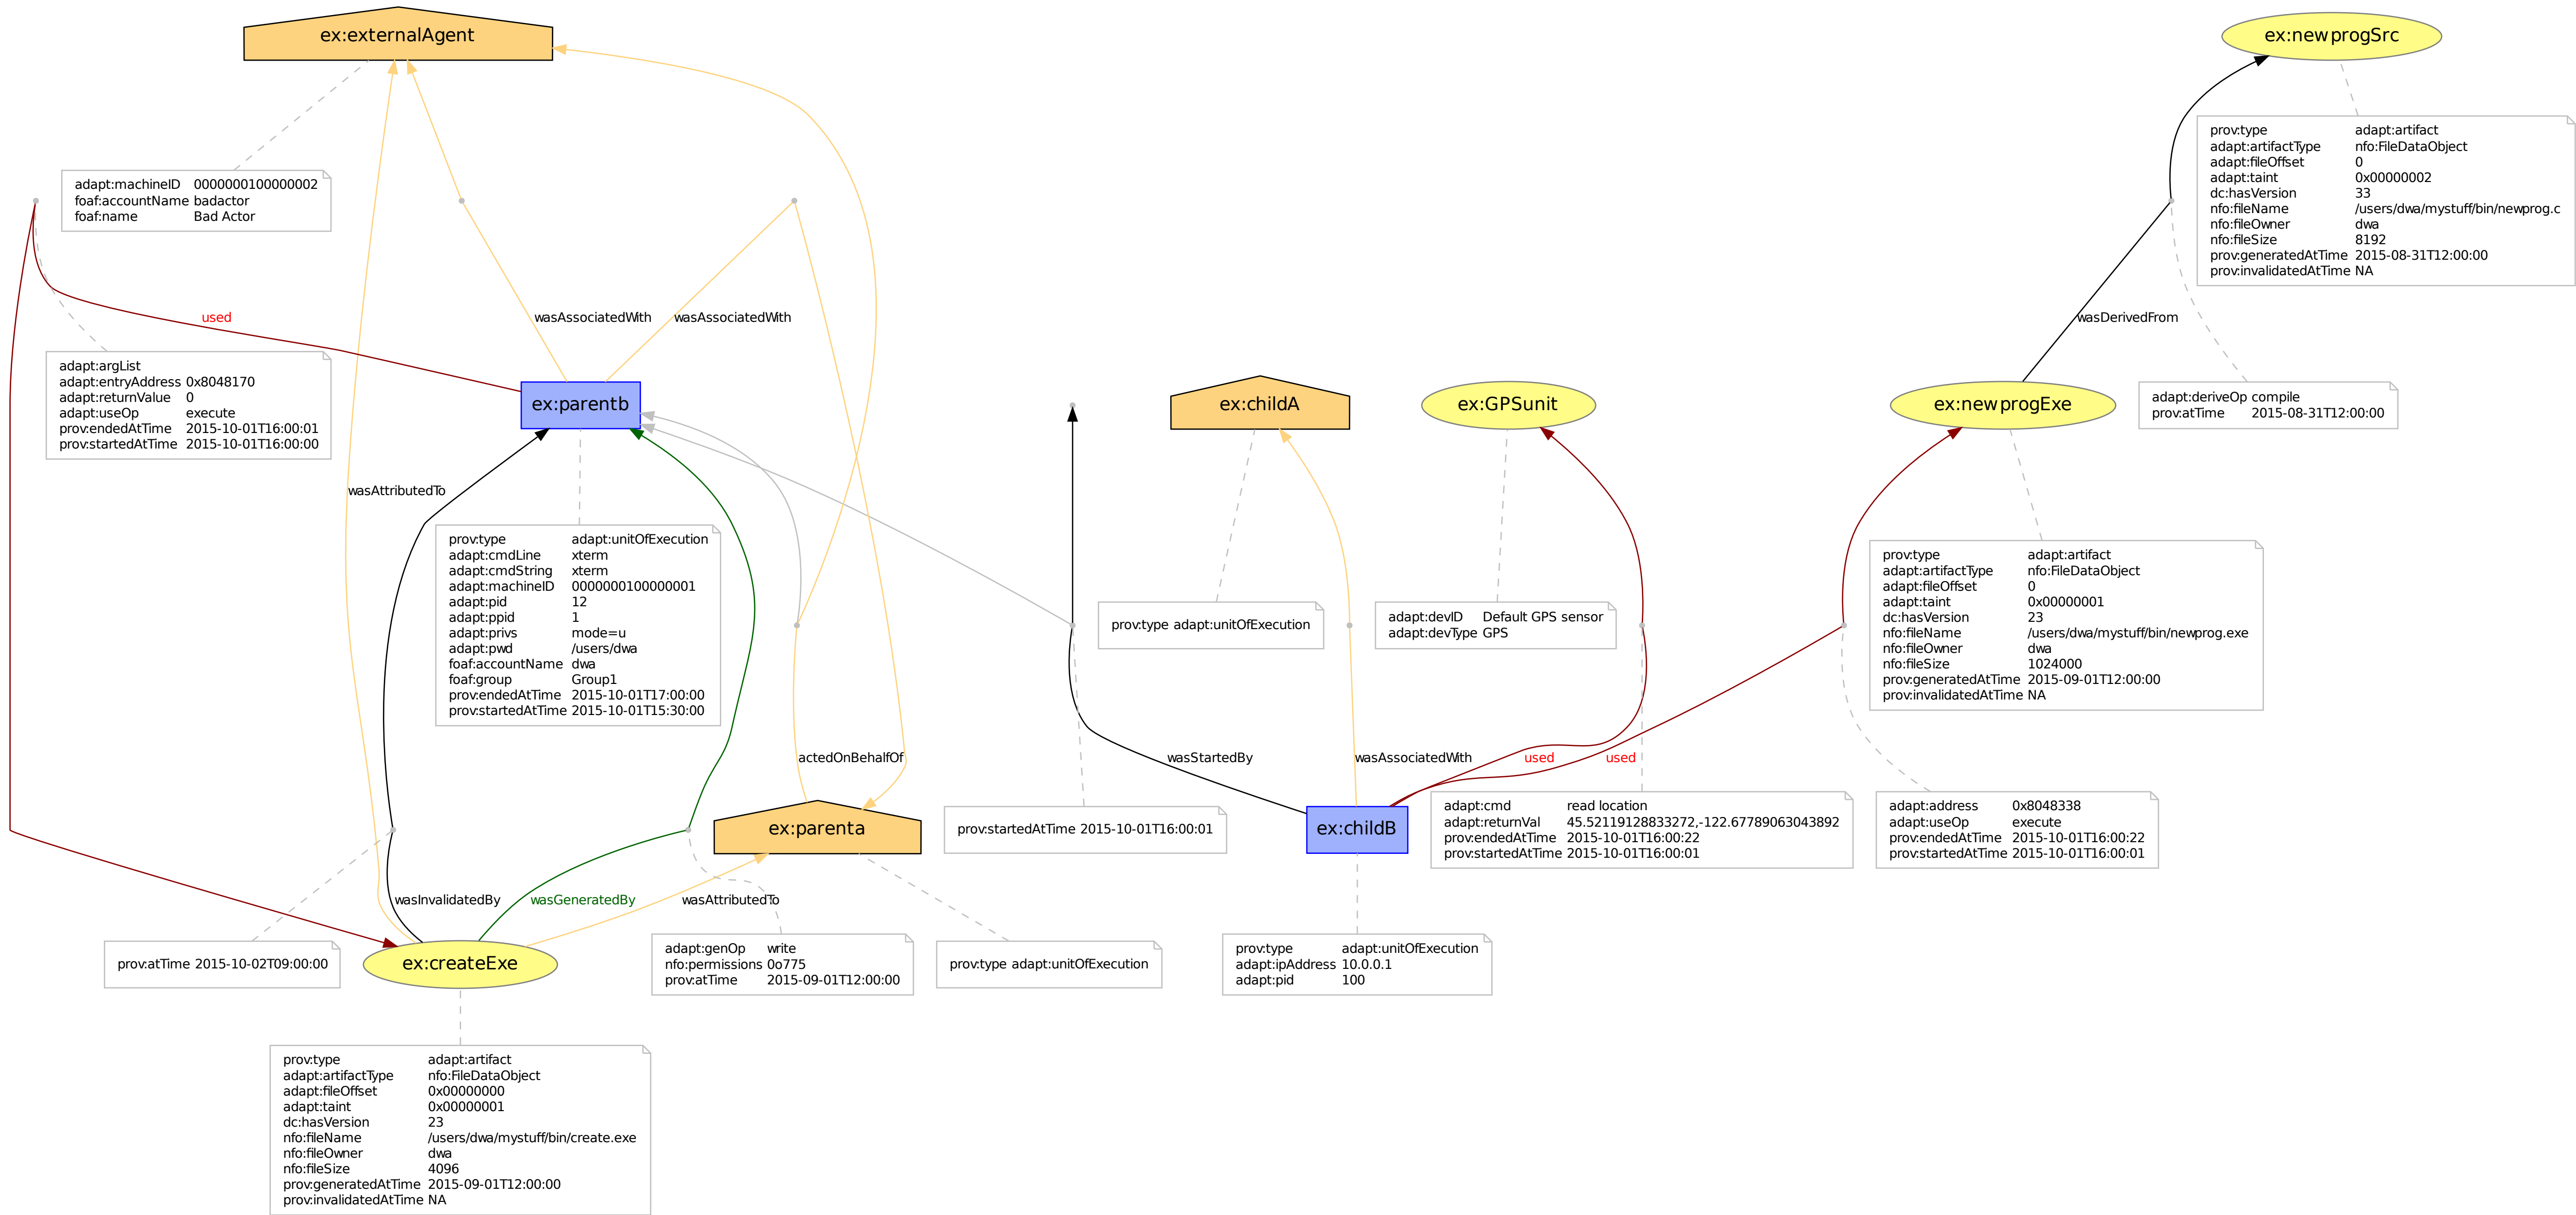 ex:externalAgent
ex:newprogSrc
prov:type adapt:artifact
adapt:artifactType nfo:FileDataObject
adapt:fileOffset 0
adapt:taint 0x00000002
dc:hasVersion 33
nfo:fileName /users/dwa/mystuff/bin/newprog.c
nfo:fileOwner dwa
nfo:fileSize 8192
prov:generatedAtTime 2015-08-31T12:00:00
prov:invalidatedAtTime NA
adapt:machineID 0000000100000002
foaf:accountName badactor
foaf:name Bad Actor
used
wasAssociatedWith
wasAssociatedWith
wasDerivedFrom
adapt:argList
adapt:entryAddress 0x8048170
adapt:returnValue 0
adapt:useOp execute
prov:endedAtTime 2015-10-01T16:00:01
prov:startedAtTime 2015-10-01T16:00:00
ex:parentb
ex:childA
ex:GPSunit
ex:newprogExe
adapt:deriveOp compile
prov:atTime 2015-08-31T12:00:00
wasAttributedTo
prov:type adapt:unitOfExecution
adapt:cmdLine xterm
adapt:cmdString xterm
adapt:machineID 0000000100000001
adapt:pid 12
adapt:ppid 1
adapt:privs mode=u
adapt:pwd /users/dwa
foaf:accountName dwa
foaf:group Group1
prov:endedAtTime 2015-10-01T17:00:00
prov:startedAtTime 2015-10-01T15:30:00
prov:type adapt:unitOfExecution
adapt:devID Default GPS sensor
adapt:devType GPS
prov:type adapt:artifact
adapt:artifactType nfo:FileDataObject
adapt:fileOffset 0
adapt:taint 0x00000001
dc:hasVersion 23
nfo:fileName /users/dwa/mystuff/bin/newprog.exe
nfo:fileOwner dwa
nfo:fileSize 1024000
prov:generatedAtTime 2015-09-01T12:00:00
prov:invalidatedAtTime NA
actedOnBehalfOf
wasStartedBy
wasAssociatedWith
used
used
ex:parenta
prov:startedAtTime 2015-10-01T16:00:01
ex:childB
adapt:cmd read location
adapt:returnVal 45.52119128833272,-122.67789063043892
prov:endedAtTime 2015-10-01T16:00:22
prov:startedAtTime 2015-10-01T16:00:01
adapt:address 0x8048338
adapt:useOp execute
prov:endedAtTime 2015-10-01T16:00:22
prov:startedAtTime 2015-10-01T16:00:01
wasInvalidatedBy
wasGeneratedBy
wasAttributedTo
prov:atTime 2015-10-02T09:00:00
ex:createExe
adapt:genOp write
nfo:permissions 0o775
prov:atTime 2015-09-01T12:00:00
prov:type adapt:unitOfExecution
prov:type adapt:unitOfExecution
adapt:ipAddress 10.0.0.1
adapt:pid 100
prov:type adapt:artifact
adapt:artifactType nfo:FileDataObject
adapt:fileOffset 0x00000000
adapt:taint 0x00000001
dc:hasVersion 23
nfo:fileName /users/dwa/mystuff/bin/create.exe
nfo:fileOwner dwa
nfo:fileSize 4096
prov:generatedAtTime 2015-09-01T12:00:00
prov:invalidatedAtTime NA